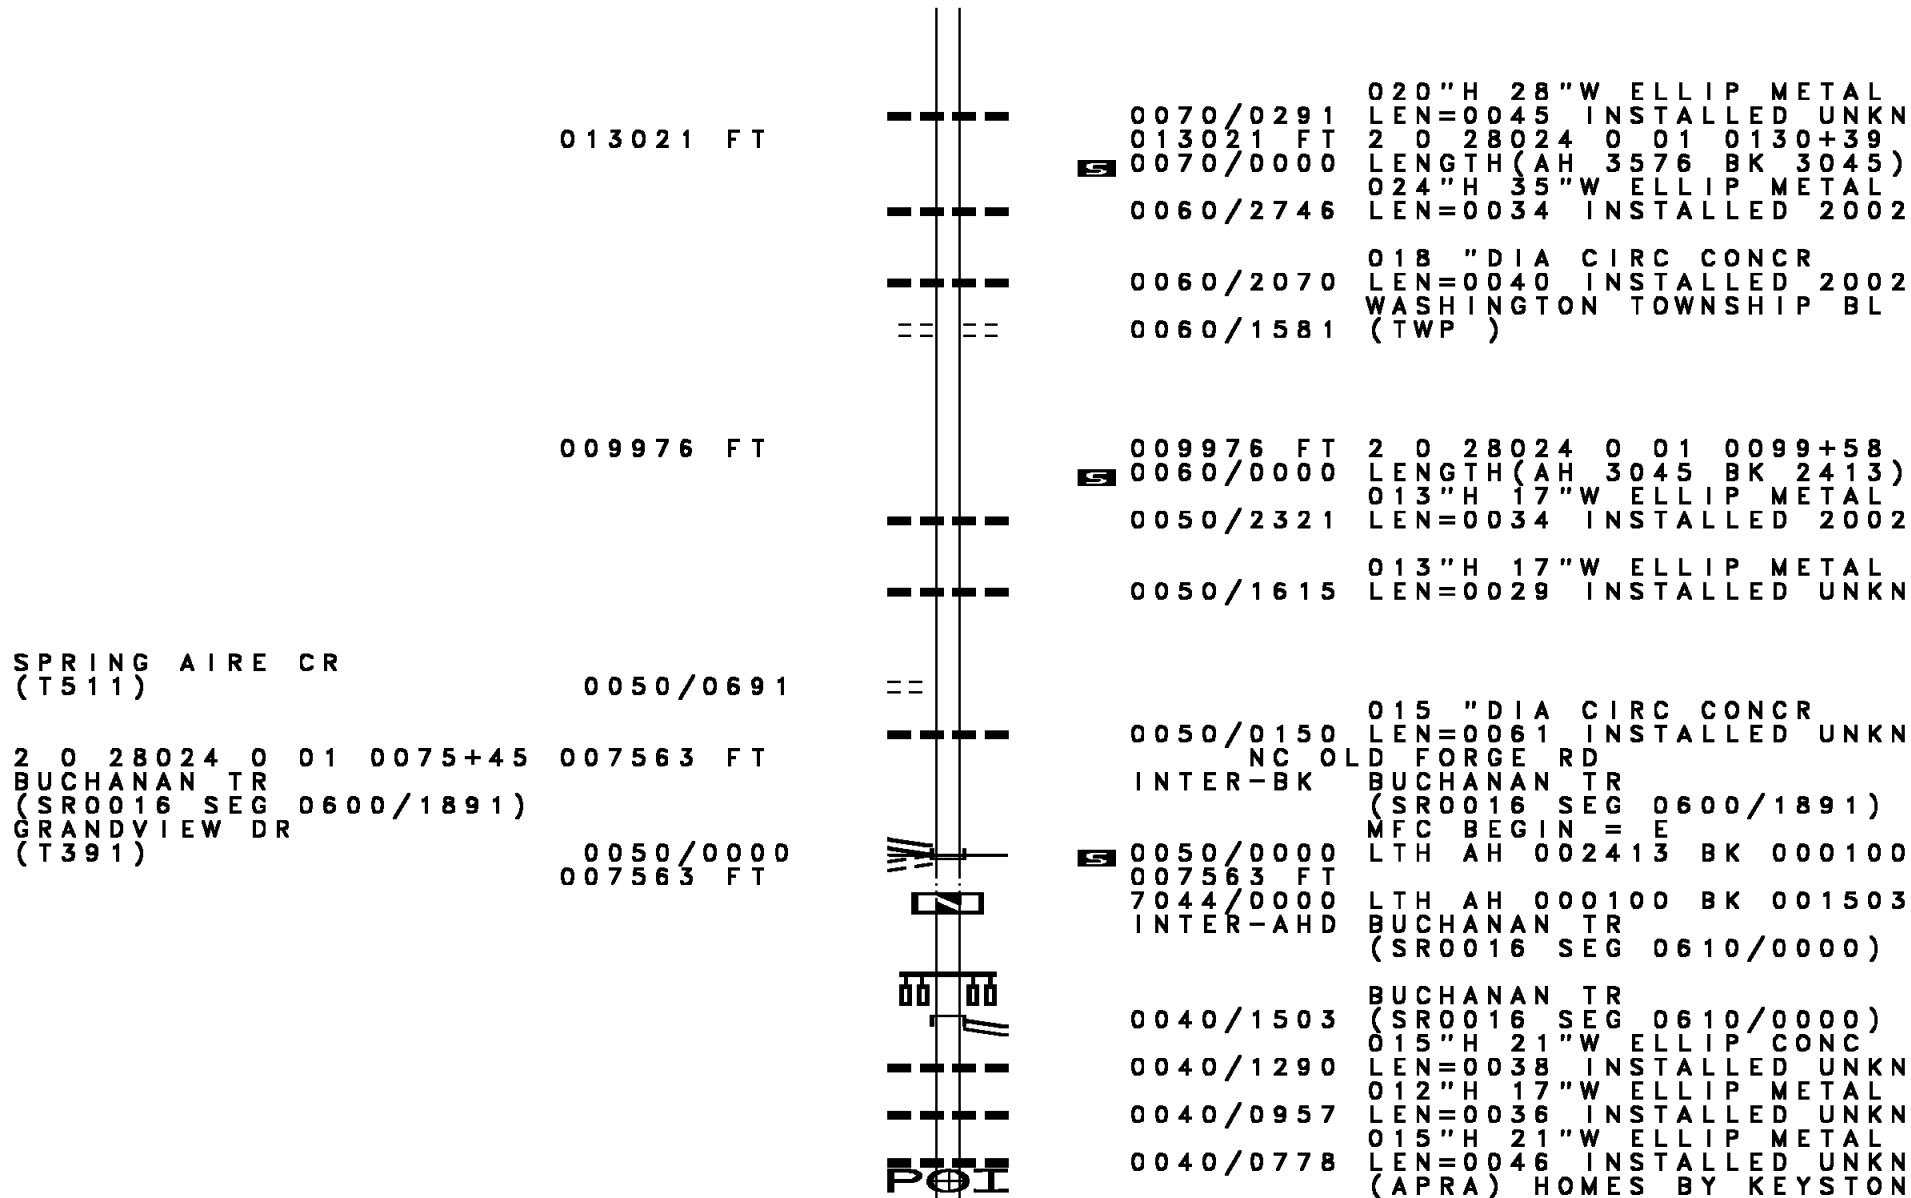 020"H 28"W ELLIP METAL
0070/0291 LEN=0045 INSTALLED UNKN
013021 FT 013021 FT 2 0 28024 0 01 0130+39
S 0070/0000 LENGTH(AH 3576 BK 3045)
024"H 35"W ELLIP METAL
0060/2746 LEN=0034 INSTALLED 2002
018 "DIA CIRC CONCR
0060/2070 LEN=0040 INSTALLED 2002
WASHINGTON TOWNSHIP BL
0060/1581 (TWP )
009976 FT 009976 FT 2 0 28024 0 01 0099+58
S 0060/0000 LENGTH(AH 3045 BK 2413)
013"H 17"W ELLIP METAL
0050/2321 LEN=0034 INSTALLED 2002
013"H 17"W ELLIP METAL
0050/1615 LEN=0029 INSTALLED UNKN
SPRING AIRE CR
(T511) 0050/0691
015 "DIA CIRC CONCR
0050/0150 LEN=0061 INSTALLED UNKN
2 0 28024 0 01 0075+45 007563 FT NC OLD FORGE RD
BUCHANAN TR INTER-BK BUCHANAN TR
(SR0016 SEG 0600/1891) (SR0016 SEG 0600/1891)
GRANDVIEW DR MFC BEGIN = E
(T391) 0050/0000 S 0050/0000 LTH AH 002413 BK 000100
007563 FT 007563 FT
7044/0000 LTH AH 000100 BK 001503
INTER-AHD BUCHANAN TR
(SR0016 SEG 0610/0000)
BUCHANAN TR
0040/1503 (SR0016 SEG 0610/0000)
015"H 21"W ELLIP CONC
0040/1290 LEN=0038 INSTALLED UNKN
012"H 17"W ELLIP METAL
0040/0957 LEN=0036 INSTALLED UNKN
015"H 21"W ELLIP METAL
0040/0778 LEN=0046 INSTALLED UNKN
POI (APRA) HOMES BY KEYSTON